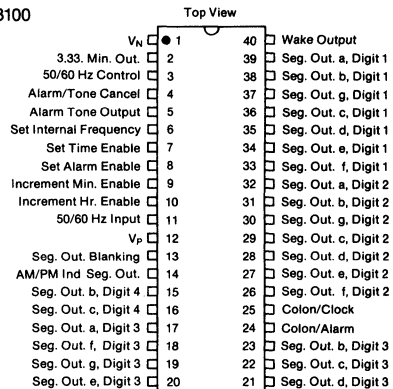 3100
Top View
V_N 1 40 Wake Output
3.33. Min. Out. 2 39 Seg. Out. a, Digit 1
50/60 Hz Control 3 38 Seg. Out. b, Digit 1
Alarm/Tone Cancel 4 37 Seg. Out. g, Digit 1
Alarm Tone Output 5 36 Seg. Out. c, Digit 1
Set Internal Frequency 6 35 Seg. Out. d, Digit 1
Set Time Enable 7 34 Seg. Out. e, Digit 1
Set Alarm Enable 8 33 Seg. Out. f, Digit 1
Increment Min. Enable 9 32 Seg. Out. a, Digit 2
Increment Hr. Enable 10 31 Seg. Out. b, Digit 2
50/60 Hz Input 11 30 Seg. Out. g, Digit 2
V_P 12 29 Seg. Out. c, Digit 2
Seg. Out. Blanking 13 28 Seg. Out. d, Digit 2
AM/PM Ind Seg. Out. 14 27 Seg. Out. e, Digit 2
Seg. Out. b, Digit 4 15 26 Seg. Out. f, Digit 2
Seg. Out. c, Digit 4 16 25 Colon/Clock
Seg. Out. a, Digit 3 17 24 Colon/Alarm
Seg. Out. f, Digit 3 18 23 Seg. Out. b, Digit 3
Seg. Out. g, Digit 3 19 22 Seg. Out. c, Digit 3
Seg. Out. e, Digit 3 20 21 Seg. Out. d, Digit 3